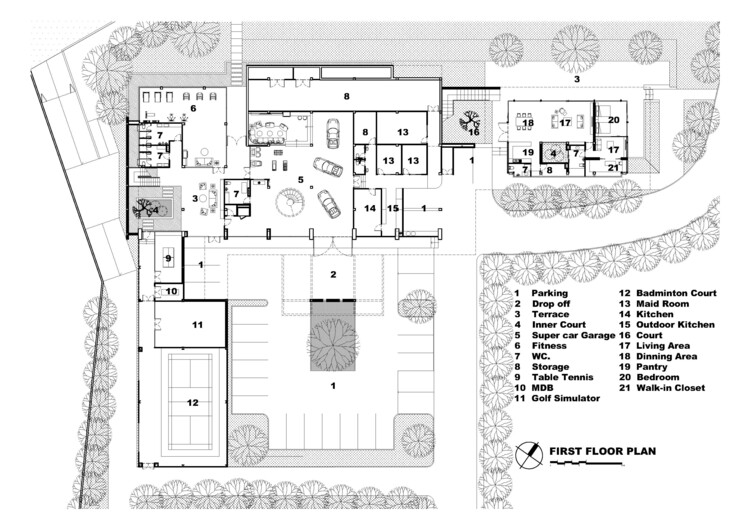 8
3
6
18
17
20
7
8
13
16
7
19
4
7
17
5
13
13
1
7
8
21
7
4
3
14
15
1
9
1
2
10
11
1
12
1 Parking
2 Drop off
3 Terrace
4 Inner Court
5 Super car Garage
6 Fitness
7 WC.
8 Storage
9 Table Tennis
10 MDB
11 Golf Simulator
12 Badminton Court
13 Maid Room
14 Kitchen
15 Outdoor Kitchen
16 Court
17 Living Area
18 Dinning Area
19 Pantry
20 Bedroom
21 Walk-in Closet
FIRST FLOOR PLAN